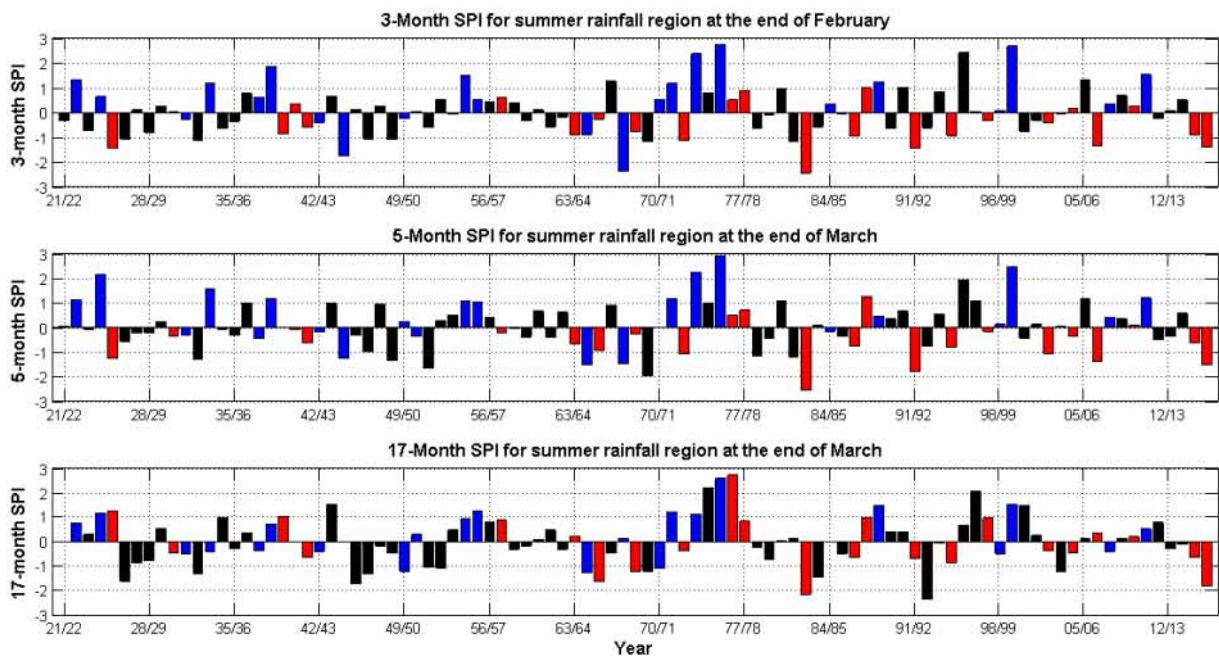 3-Month SPI for summer rainfall region at the end of February
3-month SPI
3
2
1
0
-1
-2
-3
21/22 28/29 35/36 42/43 49/50 56/57 63/64 70/71 77/78 84/85 91/92 98/99 05/06 12/13
5-Month SPI for summer rainfall region at the end of March
5-month SPI
3
2
1
0
-1
-2
-3
21/22 28/29 35/36 42/43 49/50 56/57 63/64 70/71 77/78 84/85 91/92 98/99 05/06 12/13
17-Month SPI for summer rainfall region at the end of March
17-month SPI
3
2
1
0
-1
-2
-3
21/22 28/29 35/36 42/43 49/50 56/57 63/64 70/71 77/78 84/85 91/92 98/99 05/06 12/13
Year